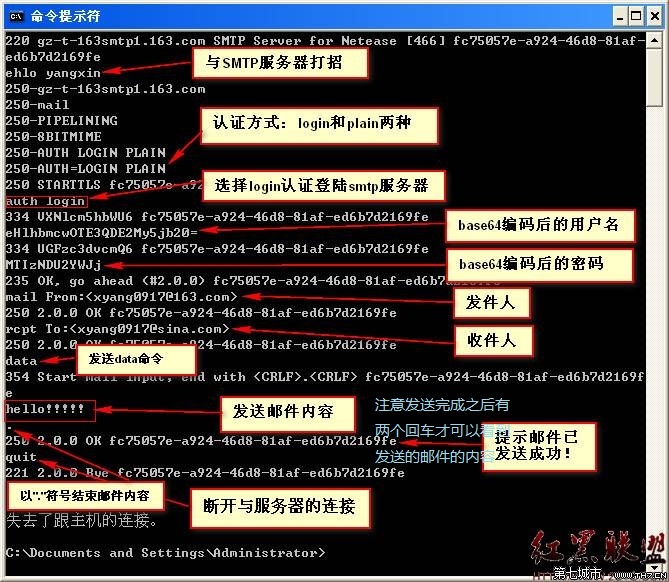 命令提示符
220 gz-t-163smtp1.163.com SMTP Server for Netease [466] fc75057e-a924-46d8-81af-
ed6b7d2169fe
ehlo yangxin
与SMTP服务器打招
250-gz-t-163smtp1.163.com
250-mail
250-PIPELINING
认证方式：login和plain两种
250-8BITMIME
250-AUTH LOGIN PLAIN
250-AUTH=LOGIN PLAIN
250 STARTTLS fc75057e-a9
选择login认证登陆smtp服务器
auth login
334 VXNlcm5hbWU6 fc75057e-a924-46d8-81af-ed6b7d2169fe
eHlhbmcwOTE3QDE2My5jb20=
base64编码后的用户名
334 UGFzc3dvcmQ6 fc75057e-a924-46d8-81af-ed6b7d2169fe
MTIzNDU2YWJj
base64编码后的密码
235 OK, go ahead (#2.0.0) fc75057e-a924-46d8-81af-ed6b7d2169fe
mail From:<xyang0917@163.com>
发件人
250 2.0.0 OK fc75057e-a924-46d8-81af-ed6b7d2169fe
rcpt To:<xyang0917@sina.com>
收件人
250 2.0.0 OK fc75057e-a924-46d8-81af-ed6b7d2169fe
data
发送data命令
354 Start mail input, end with <CRLF>.<CRLF> fc75057e-a924-46d8-81af-ed6b7d2169f
e
hello!!!!!
发送邮件内容
注意发送完成之后有
两个回车才可以看到
发送的邮件的内容
.
250 2.0.0 OK fc75057e-a924-46d8-81af-ed6b7d2169fe
提示邮件已
发送成功！
quit
221 2.0.0 Bye fc75057e-a924-46d8-81af-ed6b7d2169fe
以"."符号结束邮件内容
断开与服务器的连接
失去了跟主机的连接。
C:\Documents and Settings\Administrator>
红黑联盟
第七城市 www.th7.cn